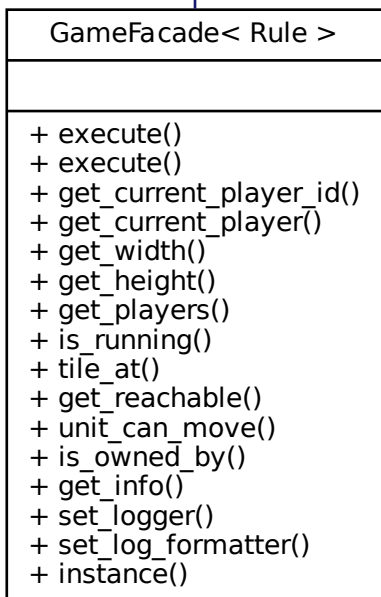 GameFacade< Rule >
+ execute()
+ execute()
+ get_current_player_id()
+ get_current_player()
+ get_width()
+ get_height()
+ get_players()
+ is_running()
+ tile_at()
+ get_reachable()
+ unit_can_move()
+ is_owned_by()
+ get_info()
+ set_logger()
+ set_log_formatter()
+ instance()